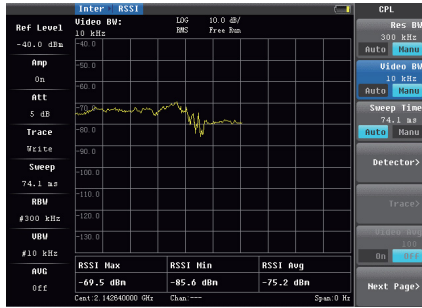 Inter RSSI CPL
Ref Level
-40.0 dBm
Amp
On
Att
5 dB
Trace
Write
Sweep
74.1 ms
RBW
#300 kHz
VBW
#10 kHz
AVG
Off
Video BW:
10 kHz
LOG 10.0 dB/
RMS Free Run
-40.0
-50.0
-60.0
-70.0
-80.0
-90.0
-100.0
-110.0
-120.0
-130.0
RSSI Max RSSI Min RSSI Avg
-69.5 dBm -85.6 dBm -75.2 dBm
Cent:2.142640000 GHz Chan:--- Span:0 Hz
Res BW
300 kHz
Auto Manu
Video BW
10 kHz
Auto Manu
Sweep Time
74.1 ms
Auto Manu
Detector>
Trace>
Video Avg
100
On Off
Next Page>